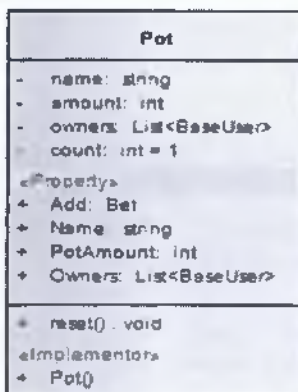 Pot
- name: string
- amount: int
- owners: List<BaseUser>
- count: int = 1
«Property»
+ Add: Bet
+ Name: string
+ PotAmount: int
+ Owners: List<BaseUser>
+ reset() : void
«Implementor»
+ Pot()